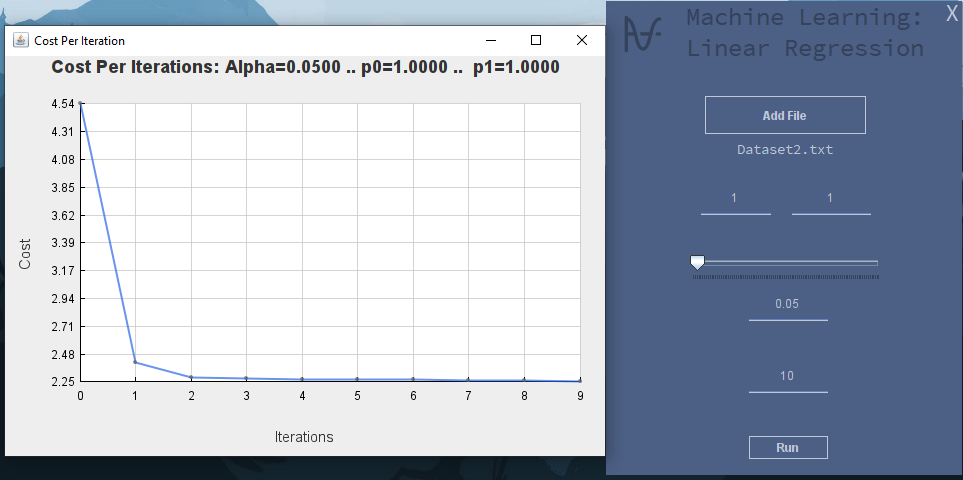 Cost Per Iteration
Cost Per Iterations: Alpha=0.0500 .. p0=1.0000 .. p1=1.0000
4.54
4.31
4.08
3.85
3.62
3.39
3.17
2.94
2.71
2.48
2.25
Cost
0 1 2 3 4 5 6 7 8 9
Iterations
X
Machine Learning:
Linear Regression
Add File
Dataset2.txt
1 1
0.05
10
Run